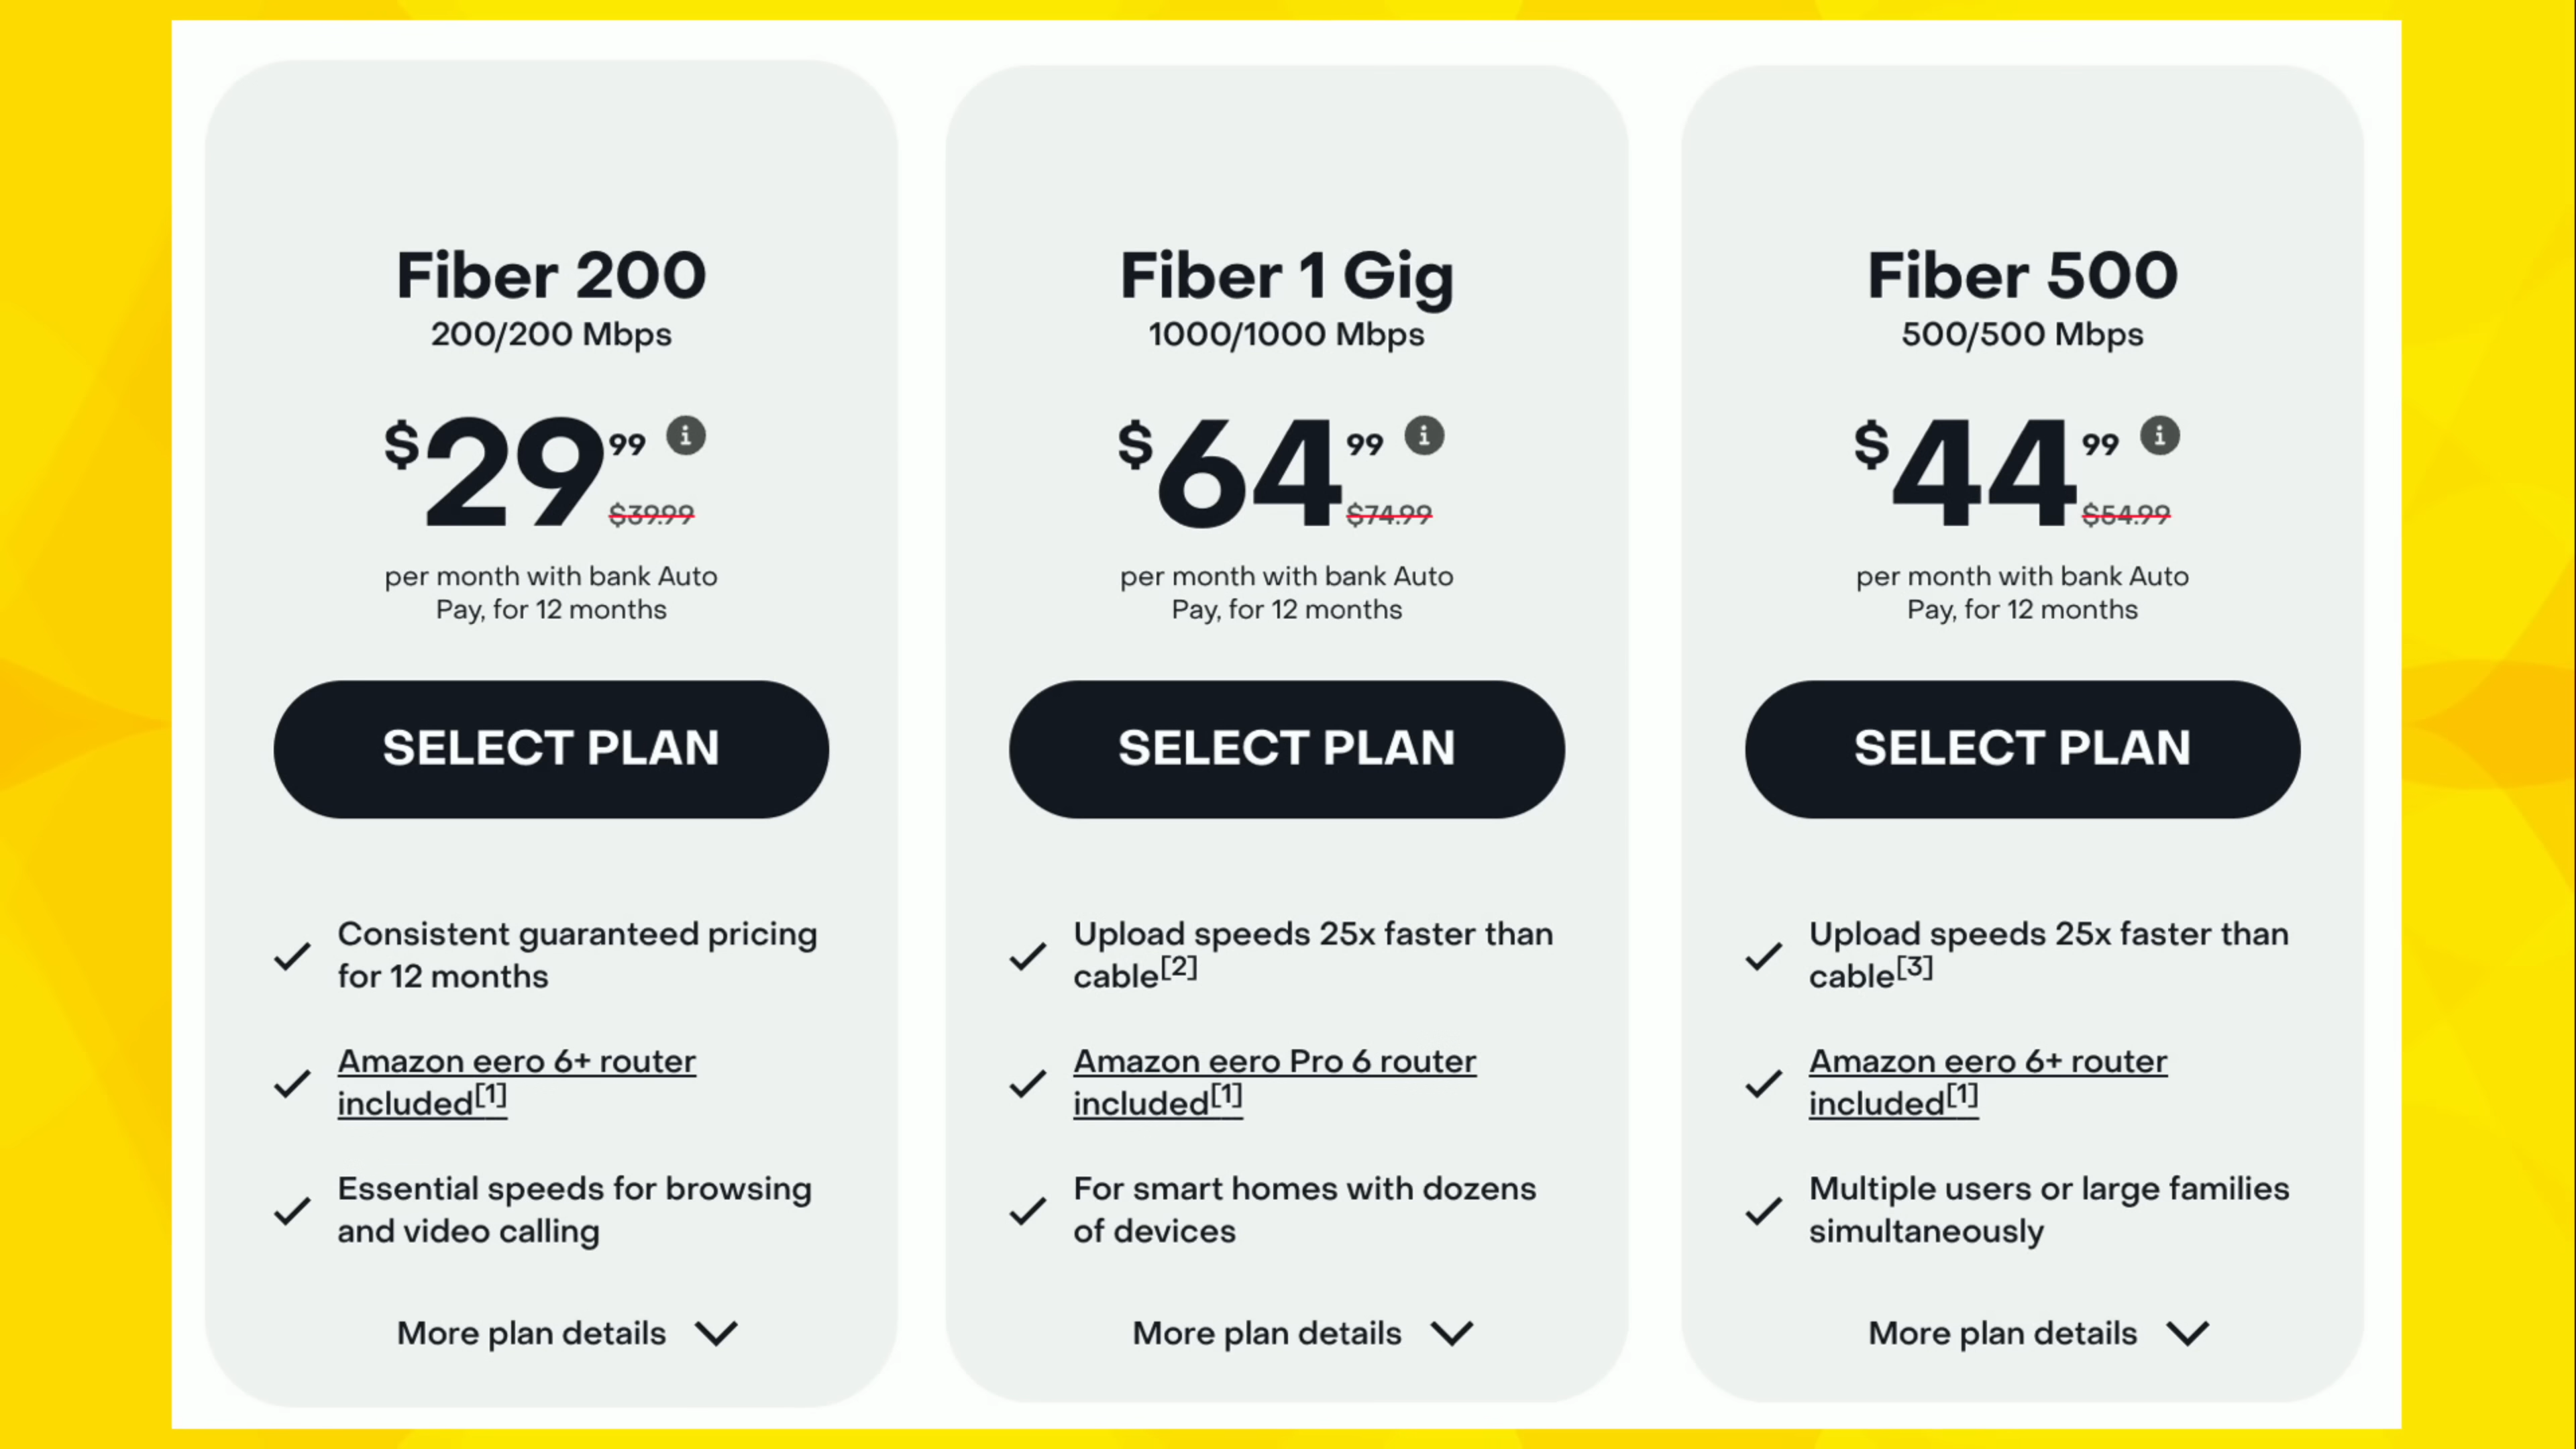 Fiber 200
200/200 Mbps
$29.99
$39.99
per month with bank Auto
Pay, for 12 months
SELECT PLAN
Consistent guaranteed pricing
for 12 months
Amazon eero 6+ router
included[1]
Essential speeds for browsing
and video calling
More plan details
Fiber 1 Gig
1000/1000 Mbps
$64.99
$74.99
per month with bank Auto
Pay, for 12 months
SELECT PLAN
Upload speeds 25x faster than
cable[2]
Amazon eero Pro 6 router
included[1]
For smart homes with dozens
of devices
More plan details
Fiber 500
500/500 Mbps
$44.99
$54.99
per month with bank Auto
Pay, for 12 months
SELECT PLAN
Upload speeds 25x faster than
cable[3]
Amazon eero 6+ router
included[1]
Multiple users or large families
simultaneously
More plan details